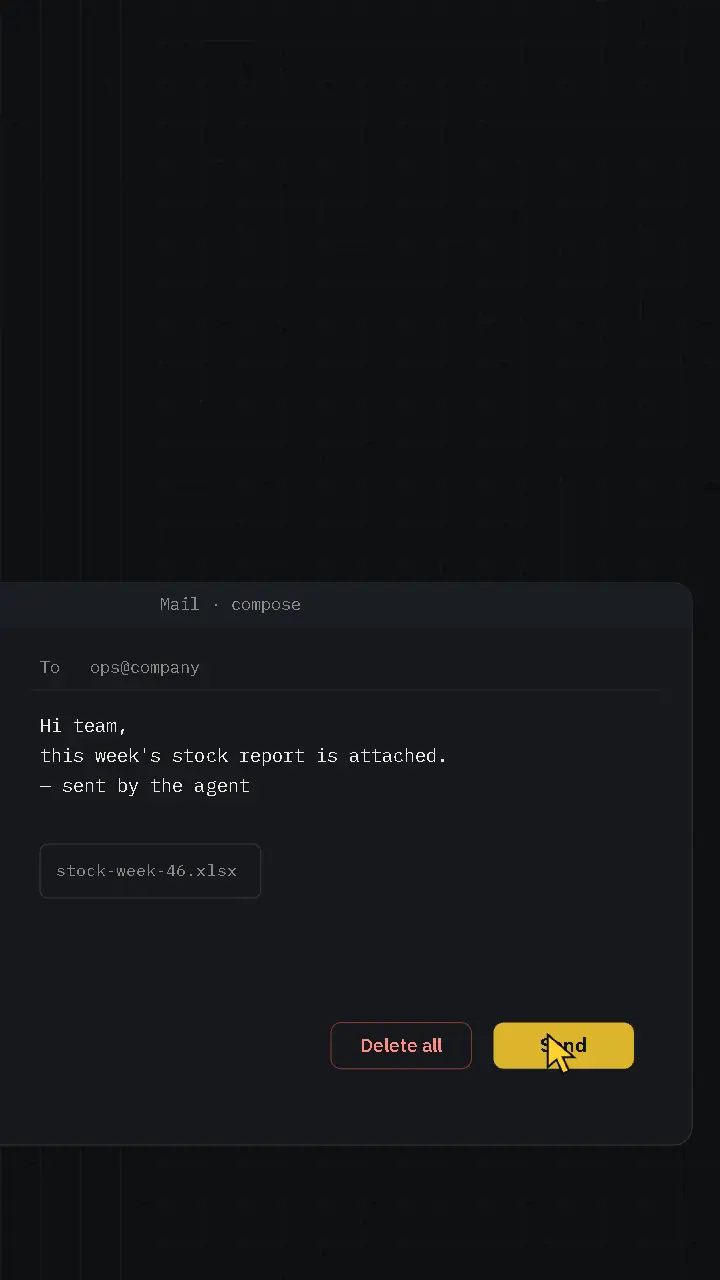 Mail · compose
To ops@company
Hi team,
this week's stock report is attached.
— sent by the agent
stock-week-46.xlsx
Delete all